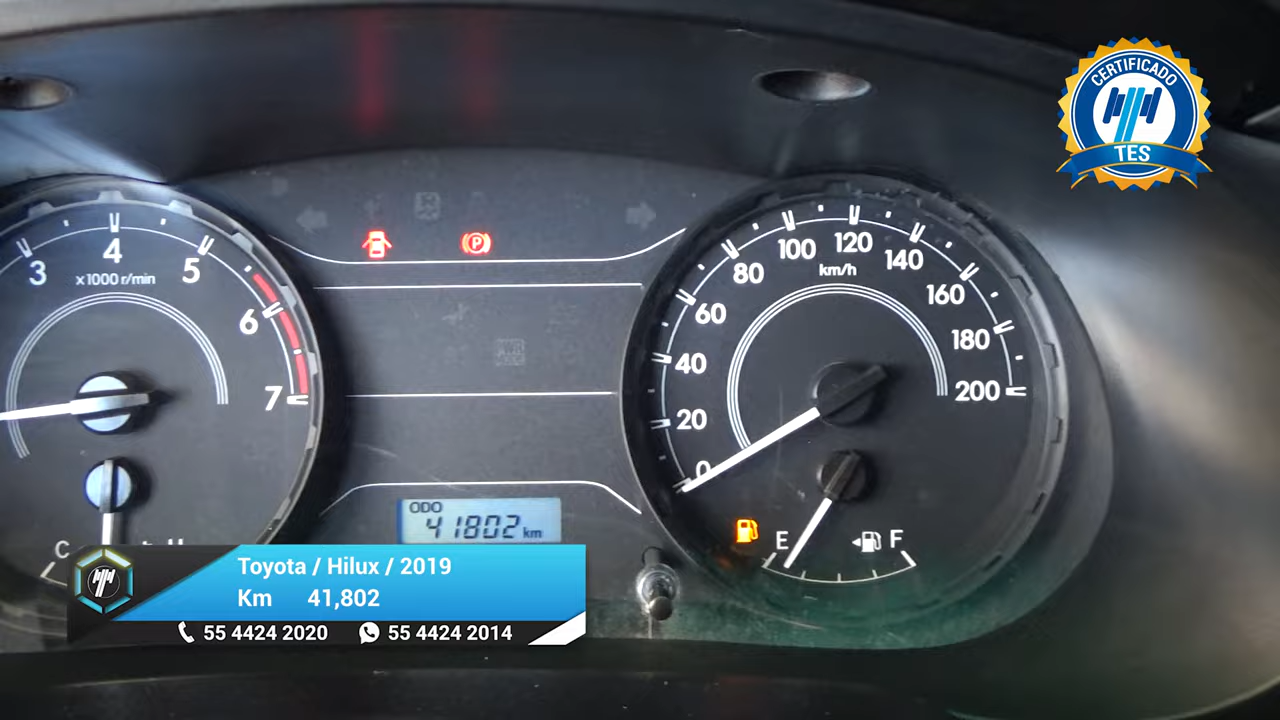 CERTIFICADO
TES
3
4
5
6
7
x1000 r/min
C
H
P
ODO
41802 km
0
20
40
60
80
100
120
140
160
180
200
km/h
E
F
Toyota / Hilux / 2019
Km 41,802
55 4424 2020
55 4424 2014